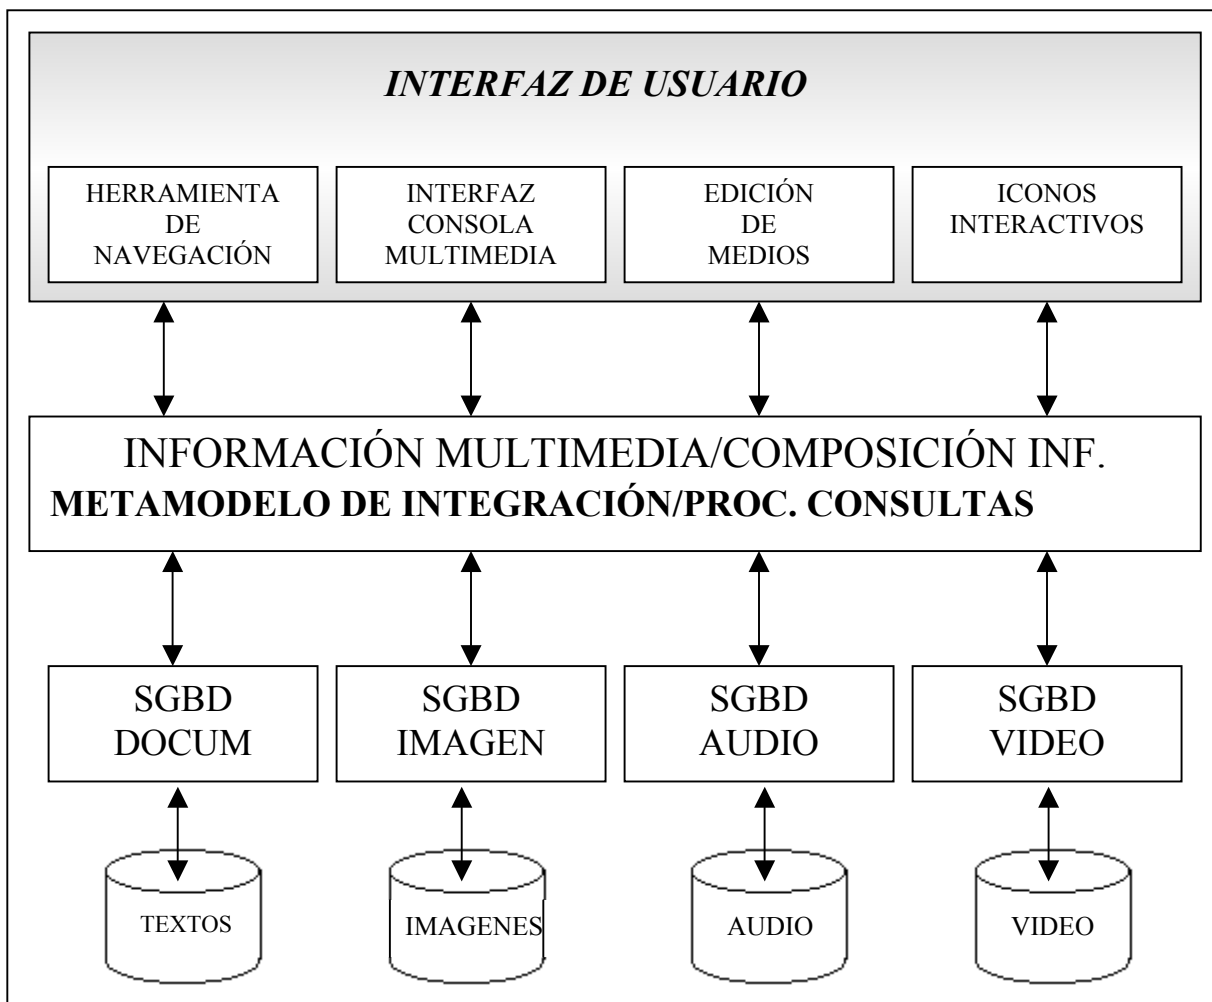 INTERFAZ DE USUARIO
HERRAMIENTA
DE
NAVEGACIÓN
INTERFAZ
CONSOLA
MULTIMEDIA
EDICIÓN
DE
MEDIOS
ICONOS
INTERACTIVOS
INFORMACIÓN MULTIMEDIA/COMPOSICIÓN INF.
METAMODELO DE INTEGRACIÓN/PROC. CONSULTAS
SGBD
DOCUM
SGBD
IMAGEN
SGBD
AUDIO
SGBD
VIDEO
TEXTOS
IMAGENES
AUDIO
VIDEO